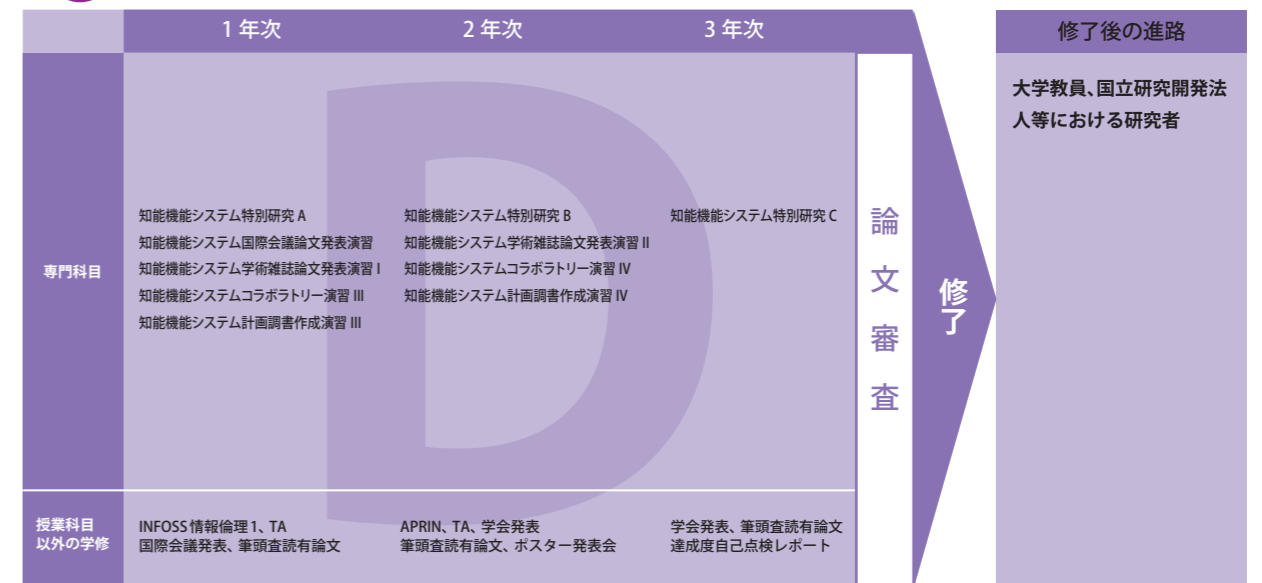 1 年次
2 年次
3 年次
修了後の進路
専門科目
知能機能システム特別研究 A
知能機能システム国際会議論文発表演習
知能機能システム学術雑誌論文発表演習 I
知能機能システムコラボラトリー演習 III
知能機能システム計画調書作成演習 III
知能機能システム特別研究 B
知能機能システム学術雑誌論文発表演習 II
知能機能システムコラボラトリー演習 IV
知能機能システム計画調書作成演習 IV
知能機能システム特別研究 C
論文審査
修了
大学教員、国立研究開発法
人等における研究者
授業科目
以外の学修
INFOSS情報倫理1、TA
国際会議発表、筆頭査読有論文
APRIN、TA、学会発表
筆頭査読有論文、ポスター発表会
学会発表、筆頭査読有論文
達成度自己点検レポート
D